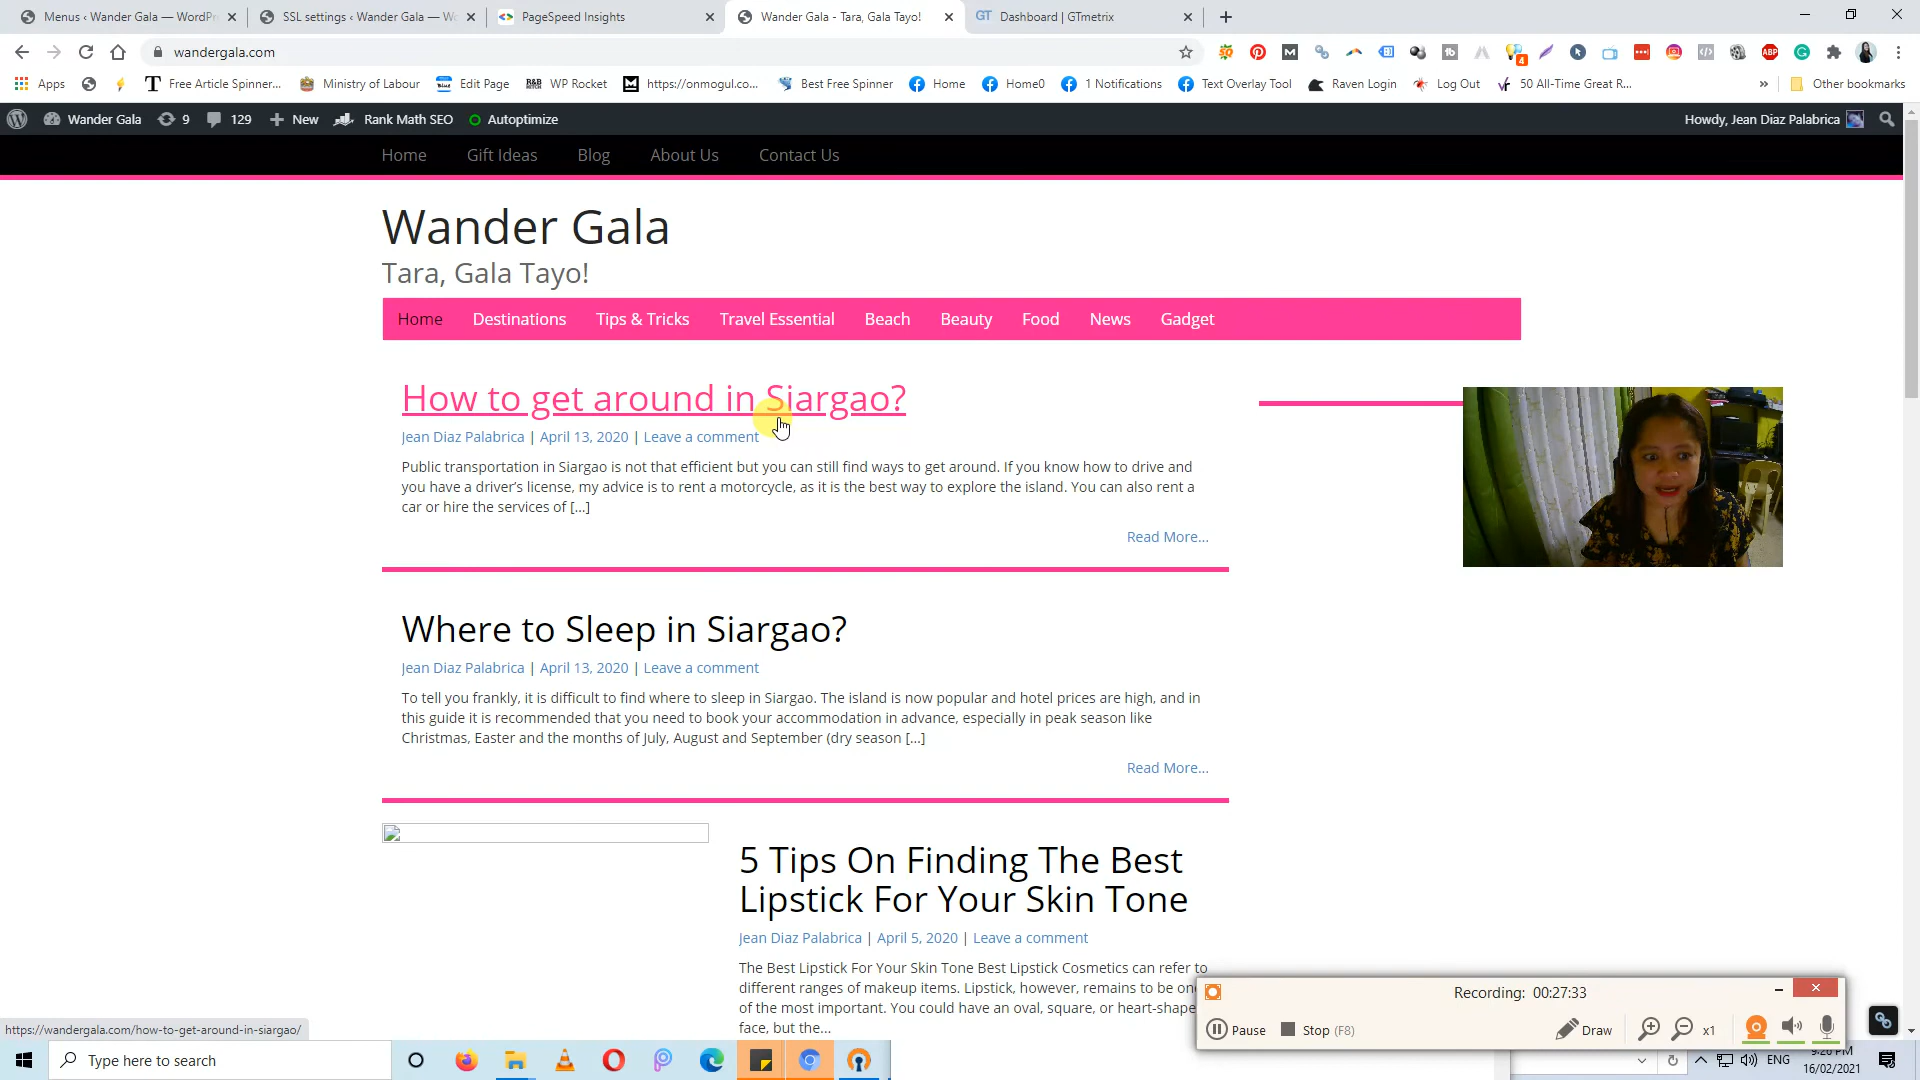 Menus ‹ Wander Gala — WordPr
SSL settings ‹ Wander Gala — Wo
PageSpeed Insights
Wander Gala - Tara, Gala Tayo!
GT Dashboard | GTmetrix
wandergala.com
Apps
T Free Article Spinner...
Ministry of Labour
Edit Page
WP Rocket
M https://onmogul.co...
Best Free Spinner
Home
Home0
1 Notifications
Text Overlay Tool
Raven Login
Log Out
50 All-Time Great R...
» Other bookmarks
Wander Gala
9
129
New
Rank Math SEO
Autoptimize
Howdy, Jean Diaz Palabrica
Home Gift Ideas Blog About Us Contact Us
Wander Gala
Tara, Gala Tayo!
Home Destinations Tips & Tricks Travel Essential Beach Beauty Food News Gadget
How to get around in Siargao?
Jean Diaz Palabrica | April 13, 2020 | Leave a comment
Public transportation in Siargao is not that efficient but you can still find ways to get around. If you know how to drive and
you have a driver’s license, my advice is to rent a motorcycle, as it is the best way to explore the island. You can also rent a
car or hire the services of […]
Read More...
Where to Sleep in Siargao?
Jean Diaz Palabrica | April 13, 2020 | Leave a comment
To tell you frankly, it is difficult to find where to sleep in Siargao. The island is now popular and hotel prices are high, and in
this guide it is recommended that you need to book your accommodation in advance, especially in peak season like
Christmas, Easter and the months of July, August and September (dry season […]
Read More...
5 Tips On Finding The Best
Lipstick For Your Skin Tone
Jean Diaz Palabrica | April 5, 2020 | Leave a comment
The Best Lipstick For Your Skin Tone Best Lipstick Cosmetics can refer to
different ranges of makeup items. Lipstick, however, remains to be one
of the most important. You could have an oval, square, or heart-shape
face, but the...
Recording: 00:27:33
Pause Stop (F8) Draw x1
https://wandergala.com/how-to-get-around-in-siargao/
Type here to search
ENG
16/02/2021